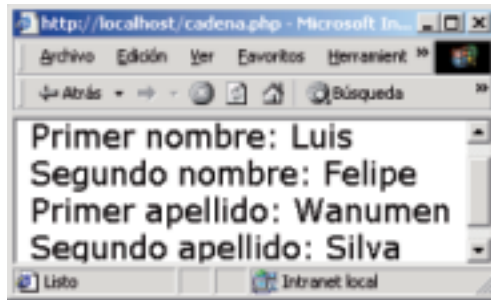 http://localhost/cadena.php - Microsoft In...
Archivo Edición Ver Favoritos Herramient »
Atrás Búsqueda »
Primer nombre: Luis
Segundo nombre: Felipe
Primer apellido: Wanumen
Segundo apellido: Silva
Listo Intranet local